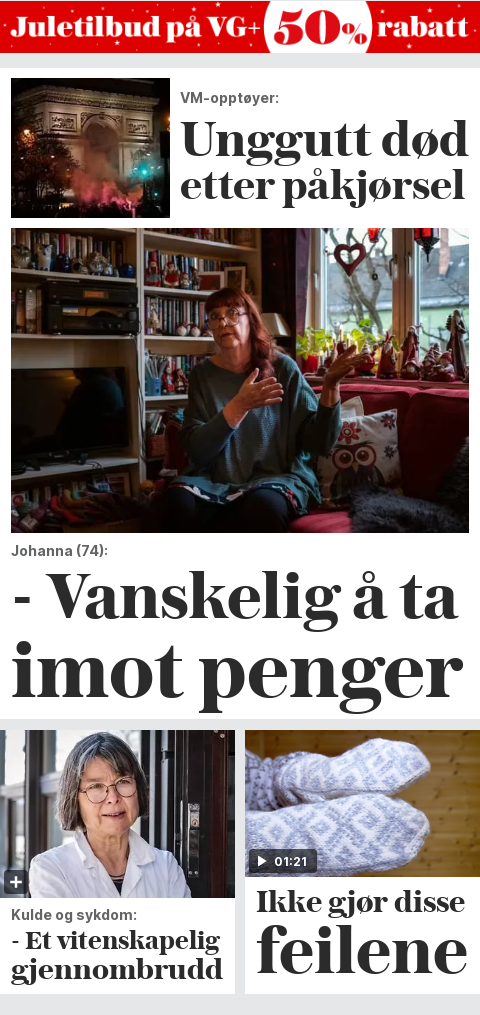 Juletilbud på VG+ 50% rabatt
VM-opptøyer:
Unggutt død
etter påkjørsel
Johanna (74):
- Vanskelig å ta
imot penger
Kulde og sykdom:
- Et vitenskapelig
gjennombrudd
01:21
Ikke gjør disse
feilene